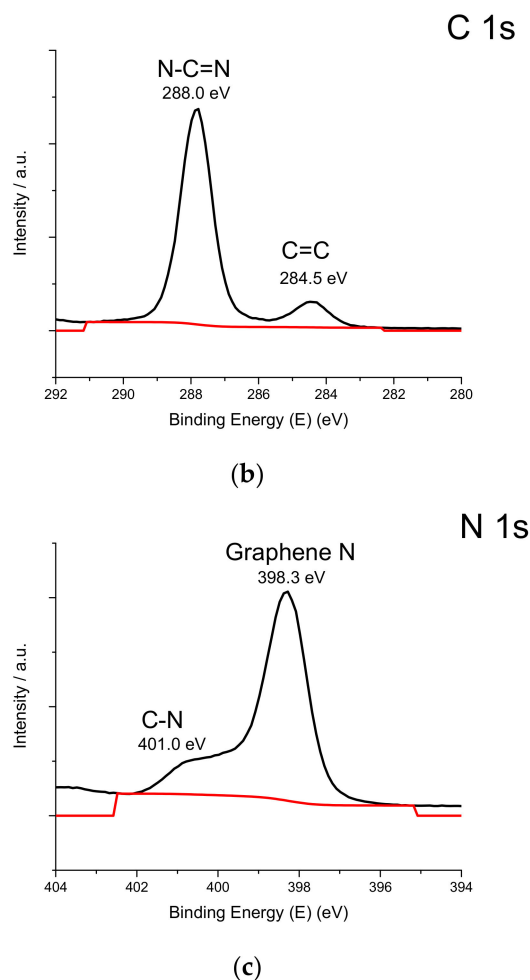 C 1s
N-C=N
288.0 eV
C=C
284.5 eV
Intensity / a.u.
292 290 288 286 284 282 280
Binding Energy (E) (eV)
(b)
N 1s
Graphene N
398.3 eV
C-N
401.0 eV
Intensity / a.u.
404 402 400 398 396 394
Binding Energy (E) (eV)
(c)